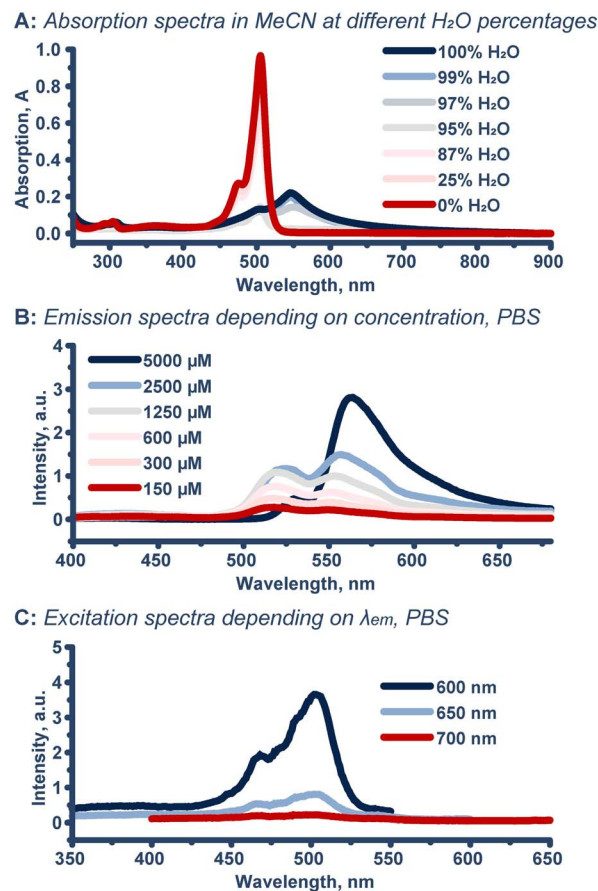 A: Absorption spectra in MeCN at different H₂O percentages
Absorption, A
1.0
0.8
0.6
0.4
0.2
0.0
100% H₂O
99% H₂O
97% H₂O
95% H₂O
87% H₂O
25% H₂O
0% H₂O
300 400 500 600 700 800 900
Wavelength, nm
B: Emission spectra depending on concentration, PBS
Intensity, a.u.
4
3
2
1
0
5000 µM
2500 µM
1250 µM
600 µM
300 µM
150 µM
400 450 500 550 600 650
Wavelength, nm
C: Excitation spectra depending on λem, PBS
Intensity, a.u.
5
4
3
2
1
0
600 nm
650 nm
700 nm
350 400 450 500 550 600 650
Wavelength, nm